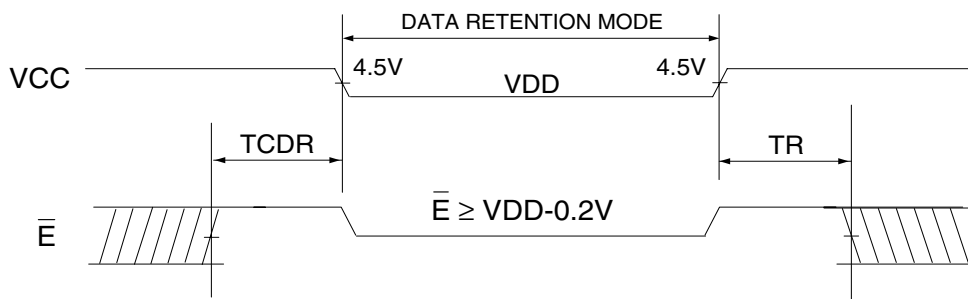 DATA RETENTION MODE
VCC
4.5V
4.5V
VDD
TCDR
TR
E̅
E̅ ≥ VDD-0.2V